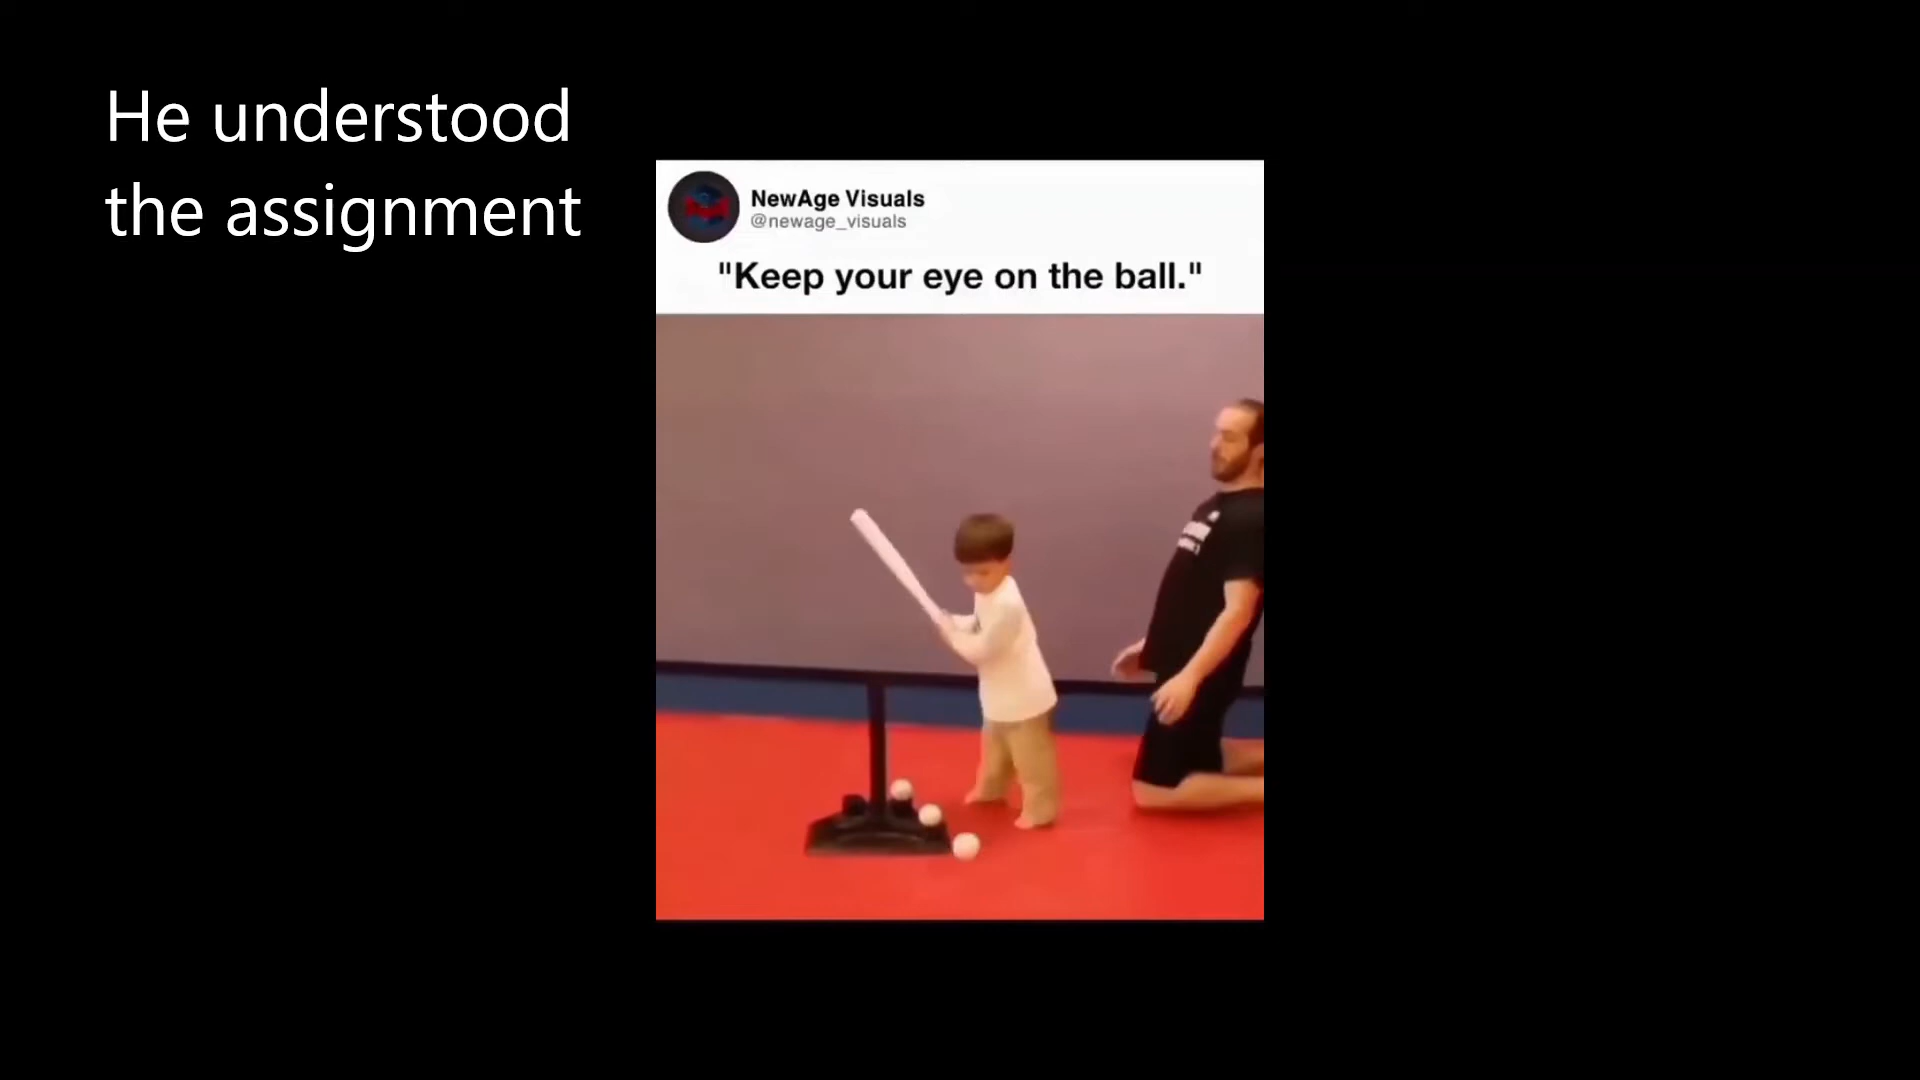 He understood
the assignment
NewAge Visuals
@newage_visuals
"Keep your eye on the ball."